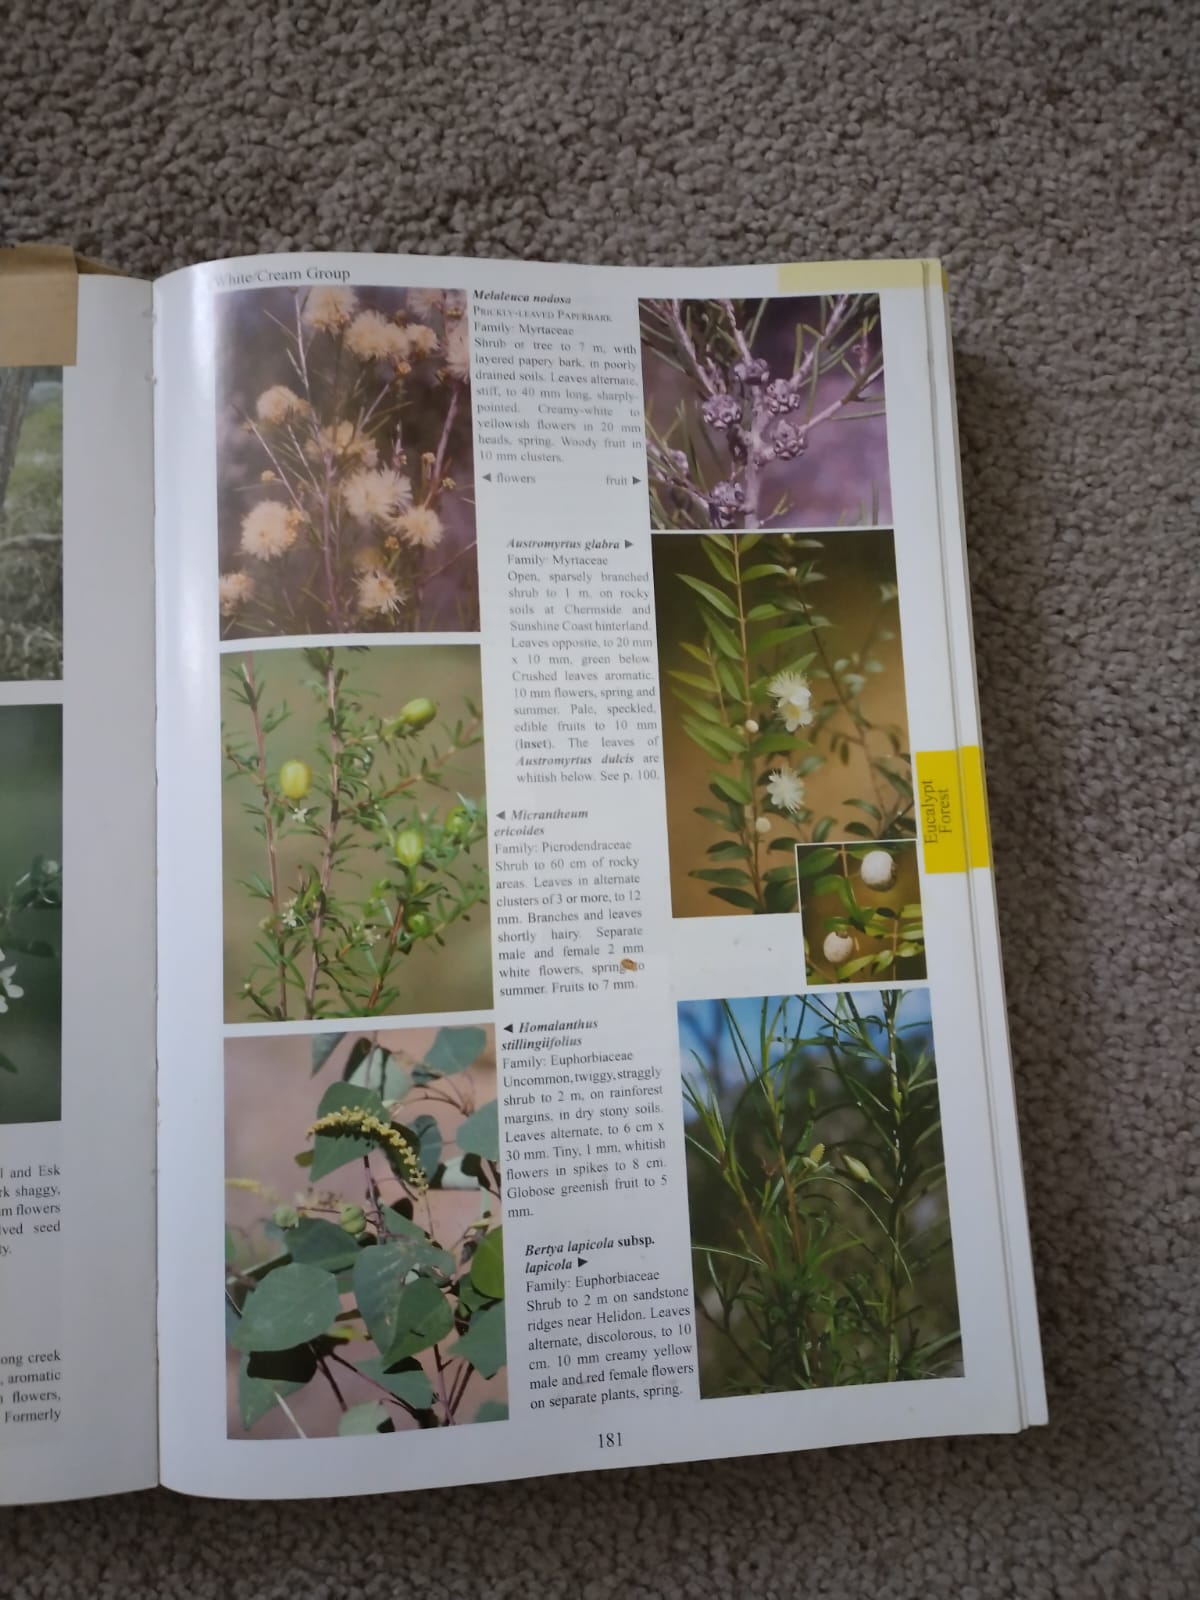 White/Cream Group
Melaleuca nodosa
PRICKLY-LEAVED PAPERBARK
Family: Myrtaceae
Shrub or tree to 7 m, with
layered papery bark, in poorly
drained soils. Leaves alternate,
stiff, to 40 mm long, sharply-
pointed. Creamy-white to
yellowish flowers in 20 mm
heads, spring. Woody fruit in
10 mm clusters.
◄ flowers fruit ►
Austromyrtus glabra ►
Family: Myrtaceae
Open, sparsely branched
shrub to 1 m, on rocky
soils at Chermside and
Sunshine Coast hinterland.
Leaves opposite, to 20 mm
x 10 mm, green below.
Crushed leaves aromatic.
10 mm flowers, spring and
summer. Pale, speckled,
edible fruits to 10 mm
(Inset). The leaves of
Austromyrtus dulcis are
whitish below. See p. 100.
◄ Micrantheum
ericoides
Family: Picrodendraceae
Shrub to 60 cm of rocky
areas. Leaves in alternate
clusters of 3 or more, to 12
mm. Branches and leaves
shortly hairy. Separate
male and female 2 mm
white flowers, spring to
summer. Fruits to 7 mm.
◄ Homalanthus
stillingiifolius
Family: Euphorbiaceae
Uncommon, twiggy, straggly
shrub to 2 m, on rainforest
margins, in dry stony soils.
Leaves alternate, to 6 cm x
30 mm. Tiny, 1 mm, whitish
flowers in spikes to 8 cm.
Globose greenish fruit to 5
mm.
Bertya lapicola subsp.
lapicola ►
Family: Euphorbiaceae
Shrub to 2 m on sandstone
ridges near Helidon. Leaves
alternate, discolorous, to 10
cm. 10 mm creamy yellow
male and red female flowers
on separate plants, spring.
181
Eucalypt
Forest
l and Esk
rk shaggy,
m flowers
lved seed
ty.
ong creek
, aromatic
n flowers,
Formerly